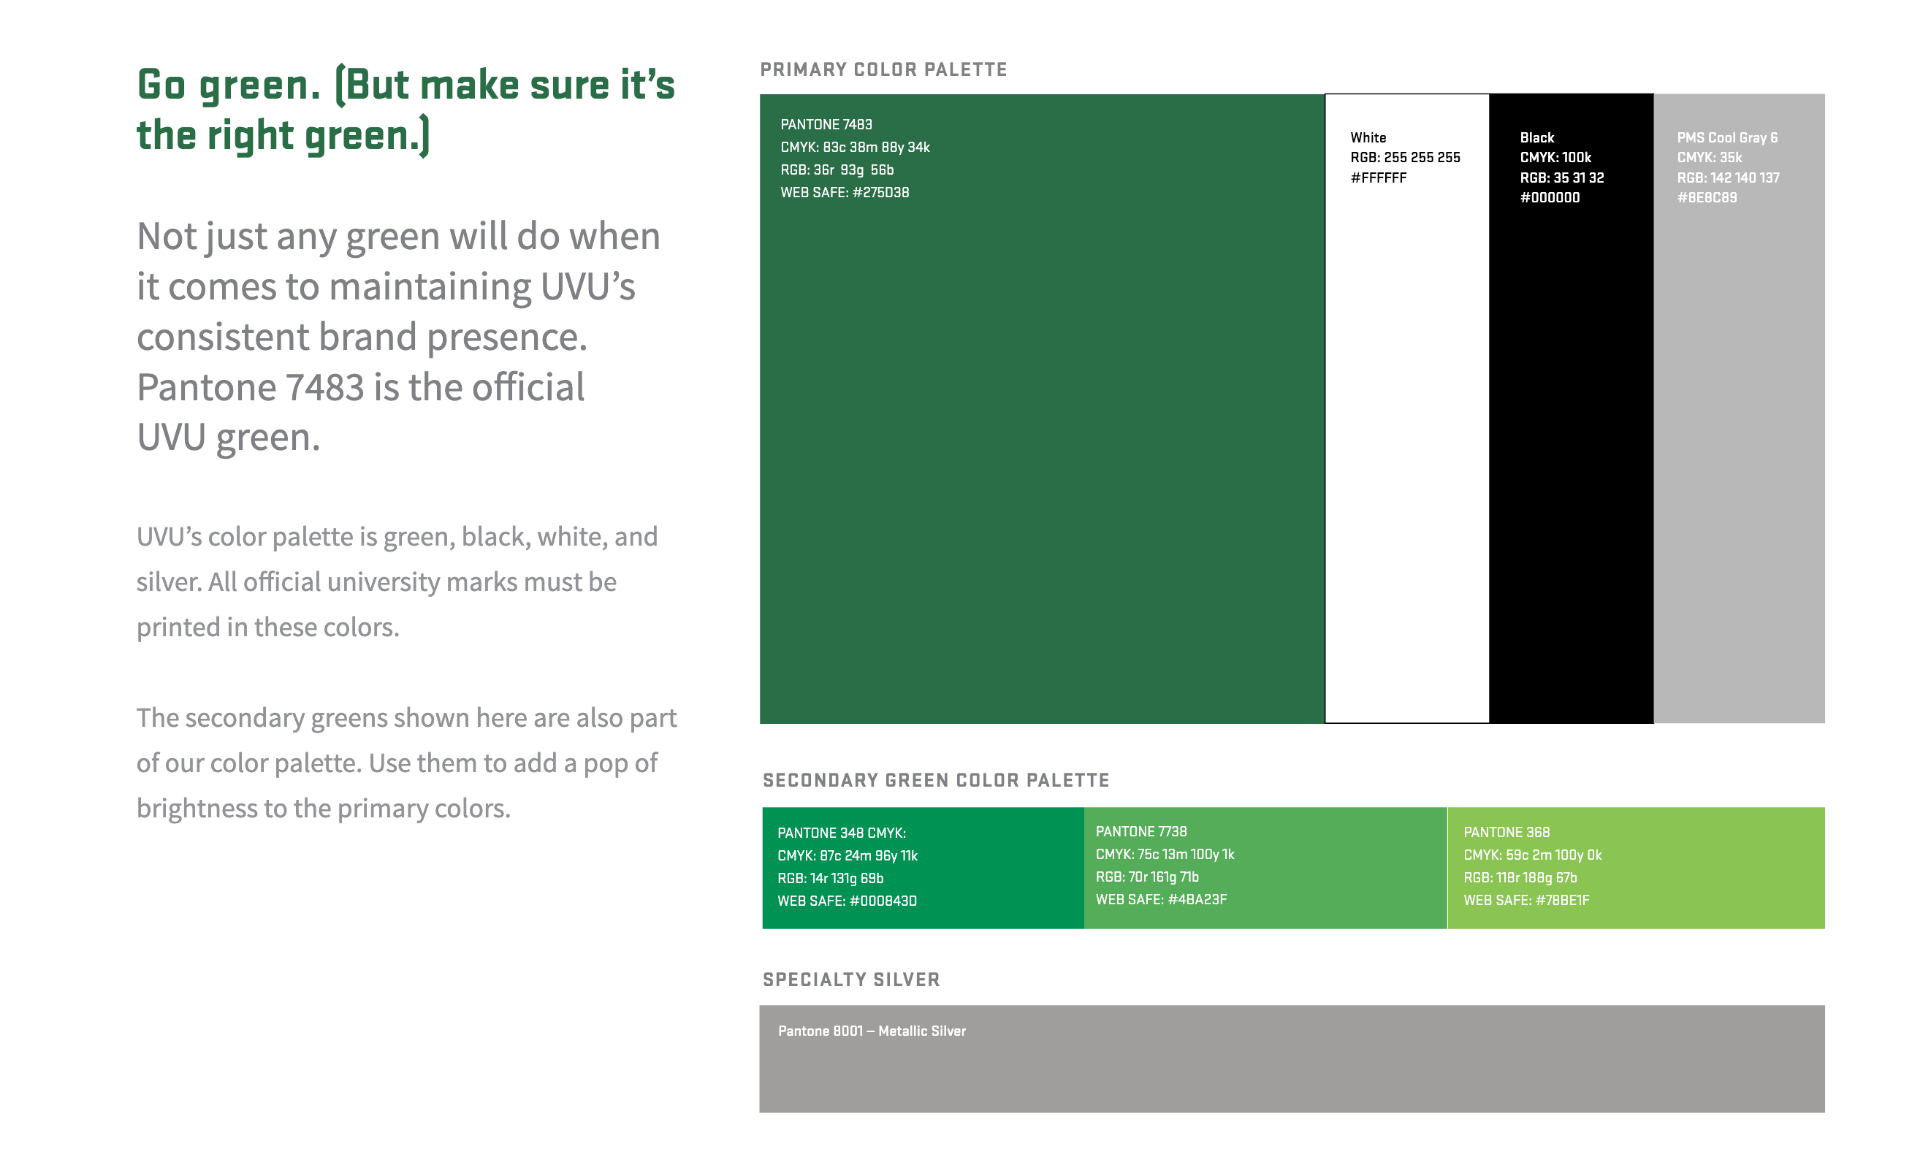 Go green. (But make sure it’s
the right green.)
Not just any green will do when
it comes to maintaining UVU’s
consistent brand presence.
Pantone 7483 is the official
UVU green.
UVU’s color palette is green, black, white, and
silver. All official university marks must be
printed in these colors.
The secondary greens shown here are also part
of our color palette. Use them to add a pop of
brightness to the primary colors.
PRIMARY COLOR PALETTE
PANTONE 7483
CMYK: 83c 38m 88y 34k
RGB: 36r 93g 56b
WEB SAFE: #275D38
White
RGB: 255 255 255
#FFFFFF
Black
CMYK: 100k
RGB: 35 31 32
#000000
PMS Cool Gray 6
CMYK: 35k
RGB: 142 140 137
#8E8C89
SECONDARY GREEN COLOR PALETTE
PANTONE 348 CMYK:
CMYK: 87c 24m 96y 11k
RGB: 14r 131g 69b
WEB SAFE: #00843D
PANTONE 7738
CMYK: 75c 13m 100y 1k
RGB: 70r 161g 71b
WEB SAFE: #4BA23F
PANTONE 368
CMYK: 59c 2m 100y 0k
RGB: 118r 188g 67b
WEB SAFE: #78BE1F
SPECIALTY SILVER
Pantone 8001 – Metallic Silver